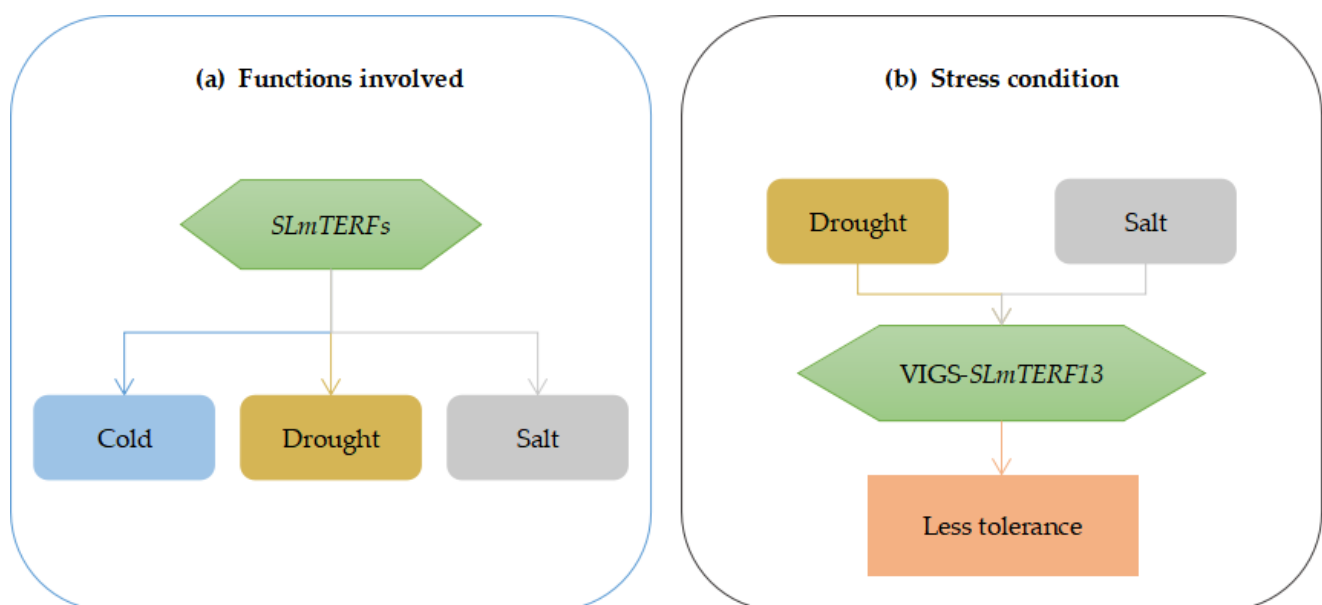 (a) Functions involved
SLmTERFs
Cold
Drought
Salt
(b) Stress condition
Drought
Salt
VIGS-SLmTERF13
Less tolerance